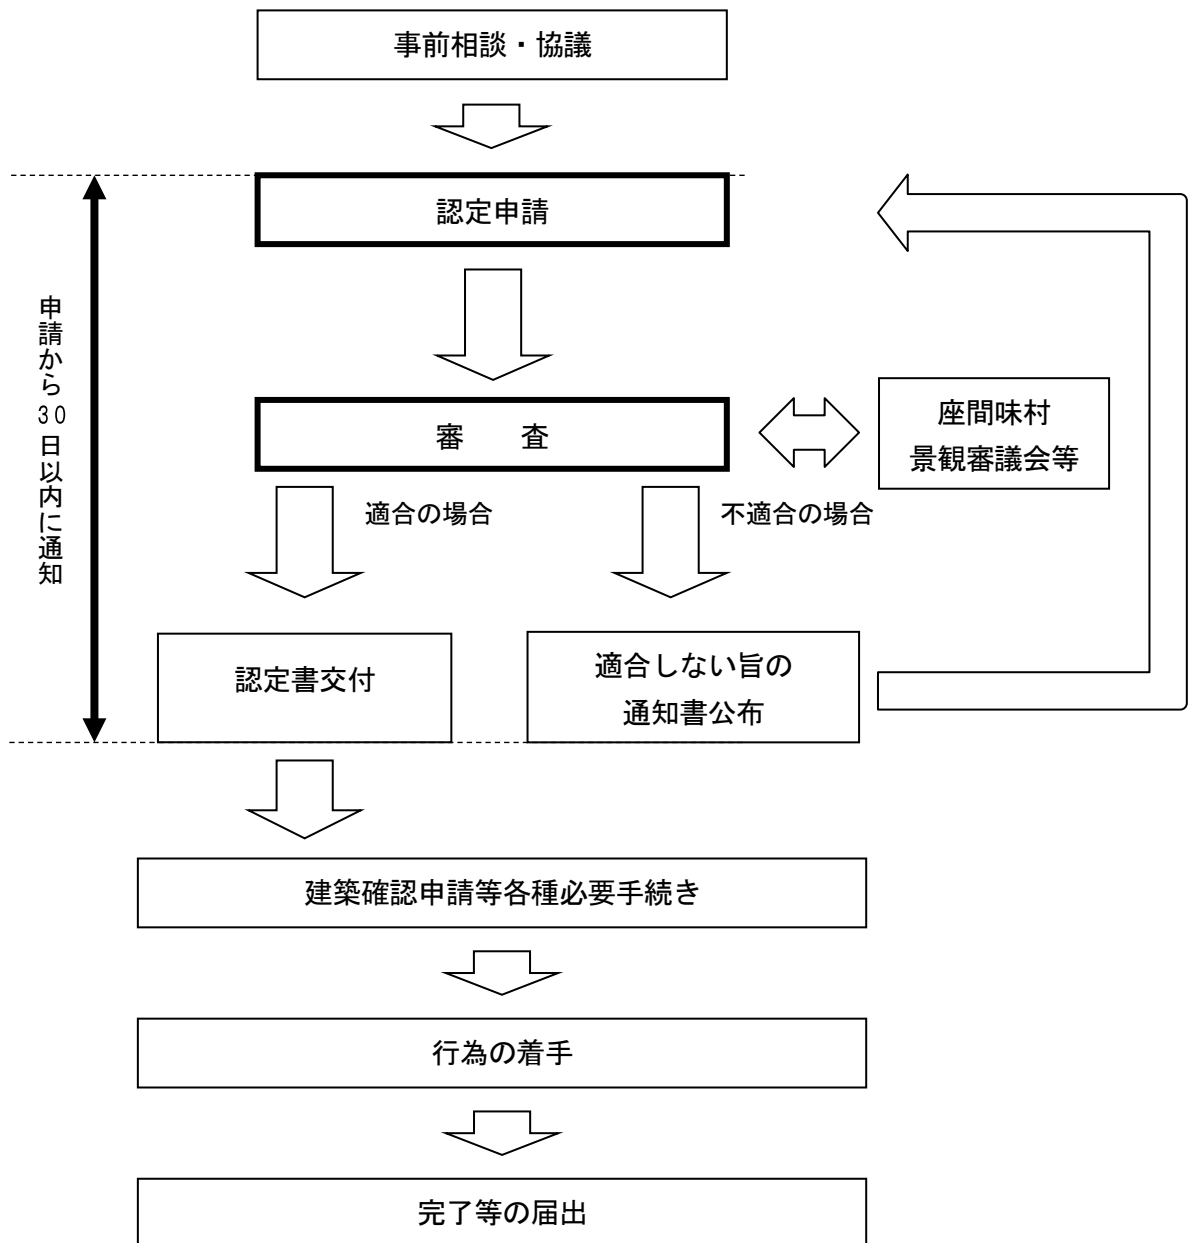 事前相談・協議
認定申請
申請から30日以内に通知
審　　査
座間味村
景観審議会等
適合の場合
不適合の場合
認定書交付
適合しない旨の
通知書公布
建築確認申請等各種必要手続き
行為の着手
完了等の届出